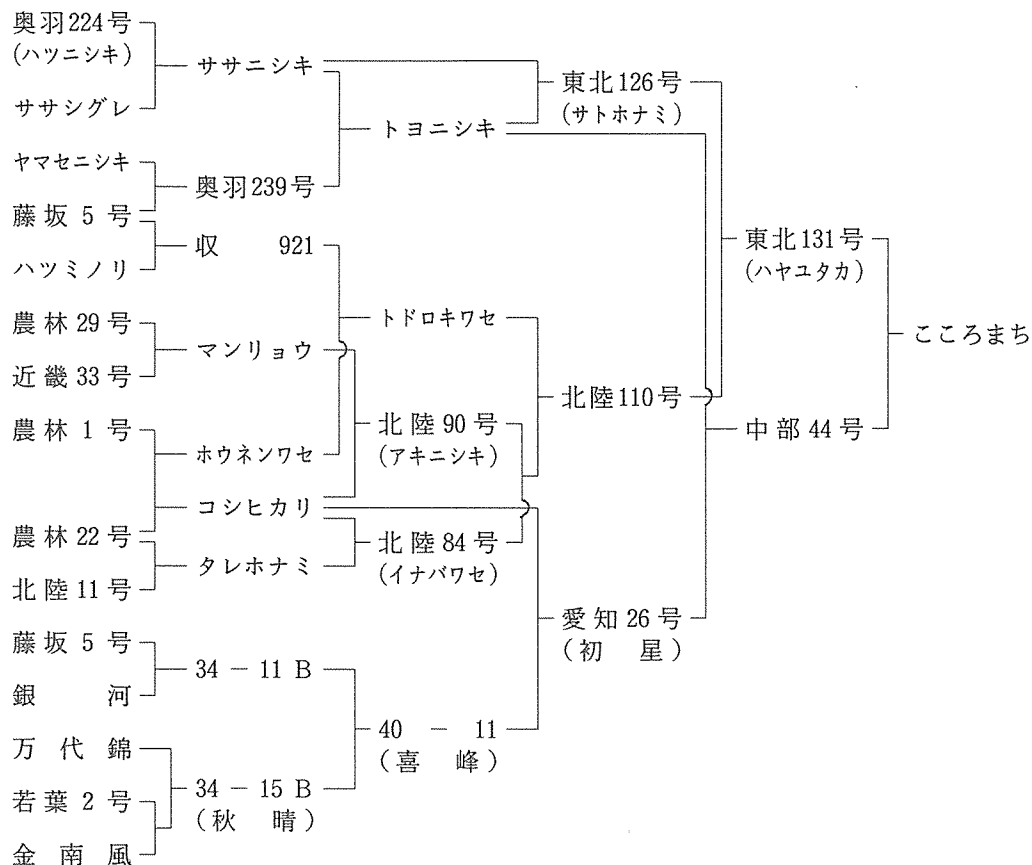 奥羽224号
(ハツニシキ)
ササシグレ
ヤマセニシキ
藤坂5号
ハツミノリ
農林29号
近畿33号
農林1号
農林22号
北陸11号
藤坂5号
銀河
万代錦
若葉2号
金南風
ササニシキ
奥羽239号
収921
マンリョウ
ホウネンワセ
コシヒカリ
タレホナミ
34-11B
34-15B
(秋晴)
トヨニシキ
トドロキワセ
北陸90号
(アキニシキ)
北陸84号
(イナバワセ)
40-11
(喜峰)
東北126号
(サトホナミ)
北陸110号
愛知26号
(初星)
東北131号
(ハヤユタカ)
中部44号
こころまち